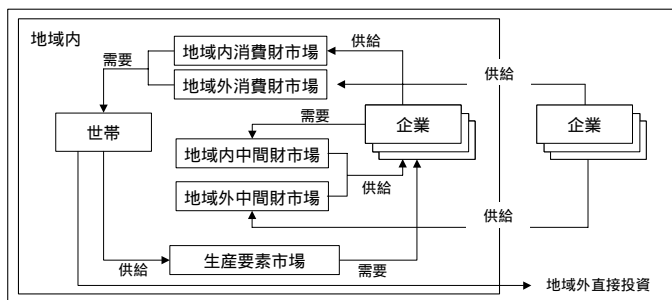 地域内
地域内消費財市場
供給
需要
地域外消費財市場
供給
世帯
需要
企業
企業
地域内中間財市場
供給
地域外中間財市場
供給
生産要素市場
供給
需要
地域外直接投資